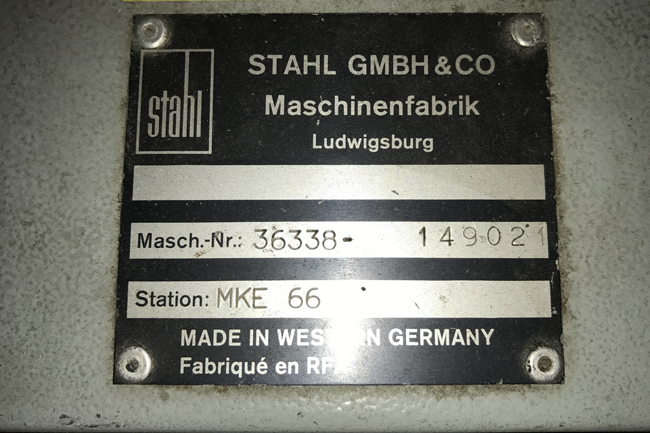 stahl
STAHL GMBH & CO
Maschinenfabrik
Ludwigsburg
Masch.-Nr.: 36338- 149021
Station: MKE 66
MADE IN WESTERN GERMANY
Fabriqué en RFA